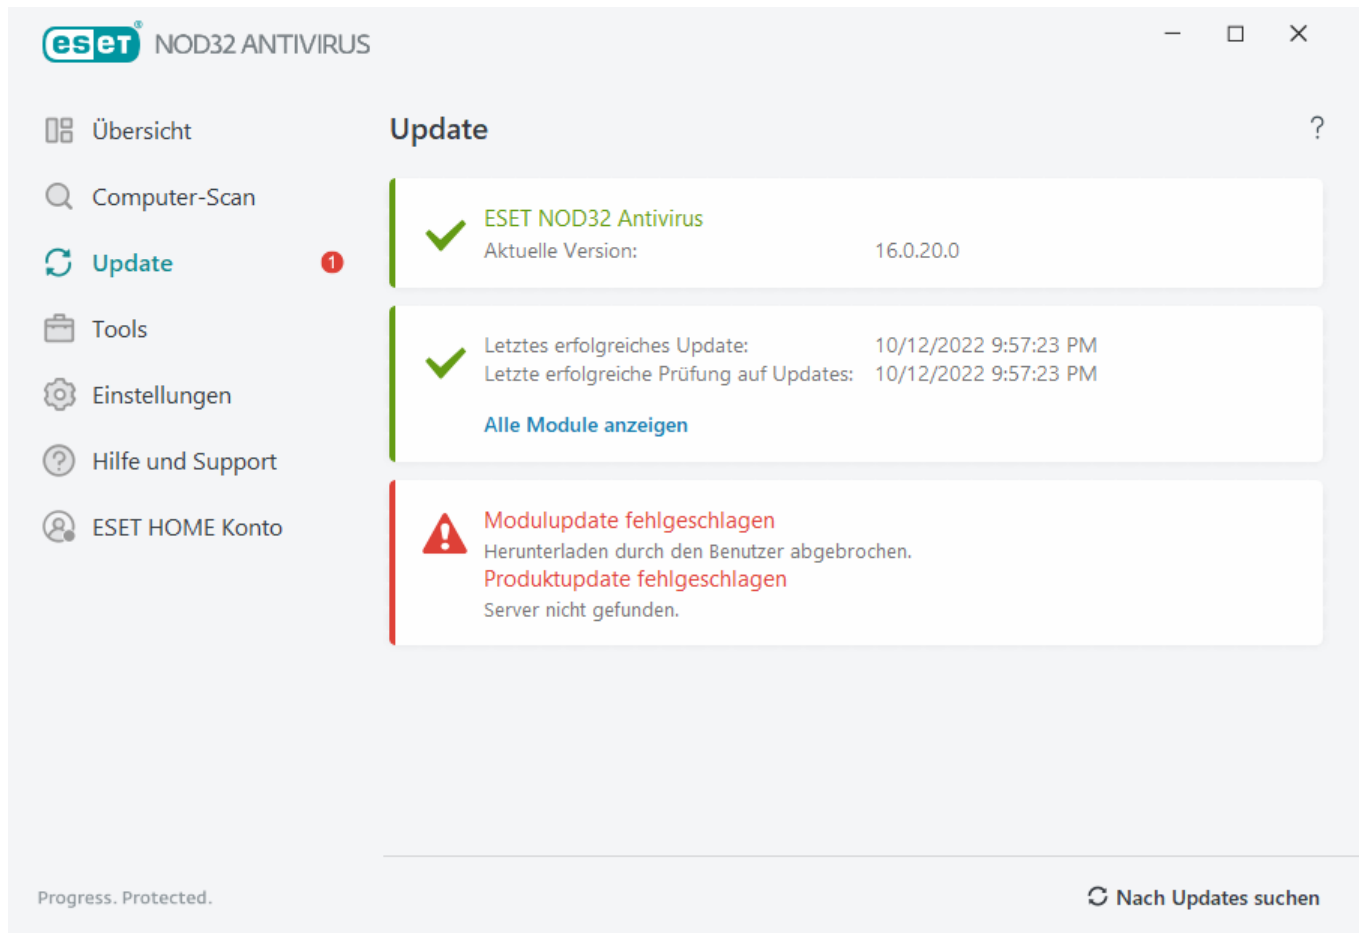 eset® NOD32 ANTIVIRUS
Übersicht
Computer-Scan
Update 1
Tools
Einstellungen
Hilfe und Support
ESET HOME Konto
Update ?
ESET NOD32 Antivirus
Aktuelle Version: 16.0.20.0
Letztes erfolgreiches Update: 10/12/2022 9:57:23 PM
Letzte erfolgreiche Prüfung auf Updates: 10/12/2022 9:57:23 PM
Alle Module anzeigen
Modulupdate fehlgeschlagen
Herunterladen durch den Benutzer abgebrochen.
Produktupdate fehlgeschlagen
Server nicht gefunden.
Progress. Protected.
Nach Updates suchen